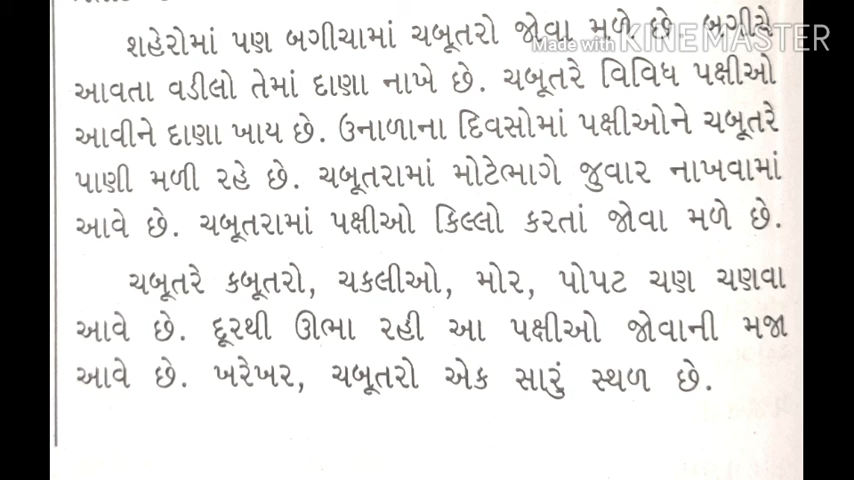 શહેરોમાં પણ બગીચામાં ચબૂતરો જોવા મળે છે. બગીચે
Made with KINEMASTER
આવતા વડીલો તેમાં દાણા નાખે છે. ચબૂતરે વિવિધ પક્ષીઓ
આવીને દાણા ખાય છે. ઉનાળાના દિવસોમાં પક્ષીઓને ચબૂતરે
પાણી મળી રહે છે. ચબૂતરામાં મોટેભાગે જુવાર નાખવામાં
આવે છે. ચબૂતરામાં પક્ષીઓ કિલ્લો કરતાં જોવા મળે છે.
ચબૂતરે કબૂતરો, ચકલીઓ, મોર, પોપટ ચણ ચણવા
આવે છે. દૂરથી ઊભા રહી આ પક્ષીઓ જોવાની મજા
આવે છે. ખરેખર, ચબૂતરો એક સારું સ્થળ છે.